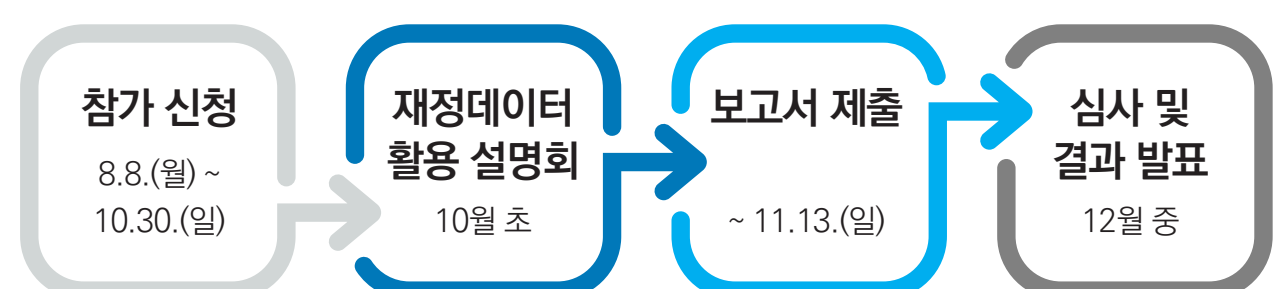 참가 신청
8.8.(월) ~
10.30.(일)
재정데이터
활용 설명회
10월 초
보고서 제출
~ 11.13.(일)
심사 및
결과 발표
12월 중